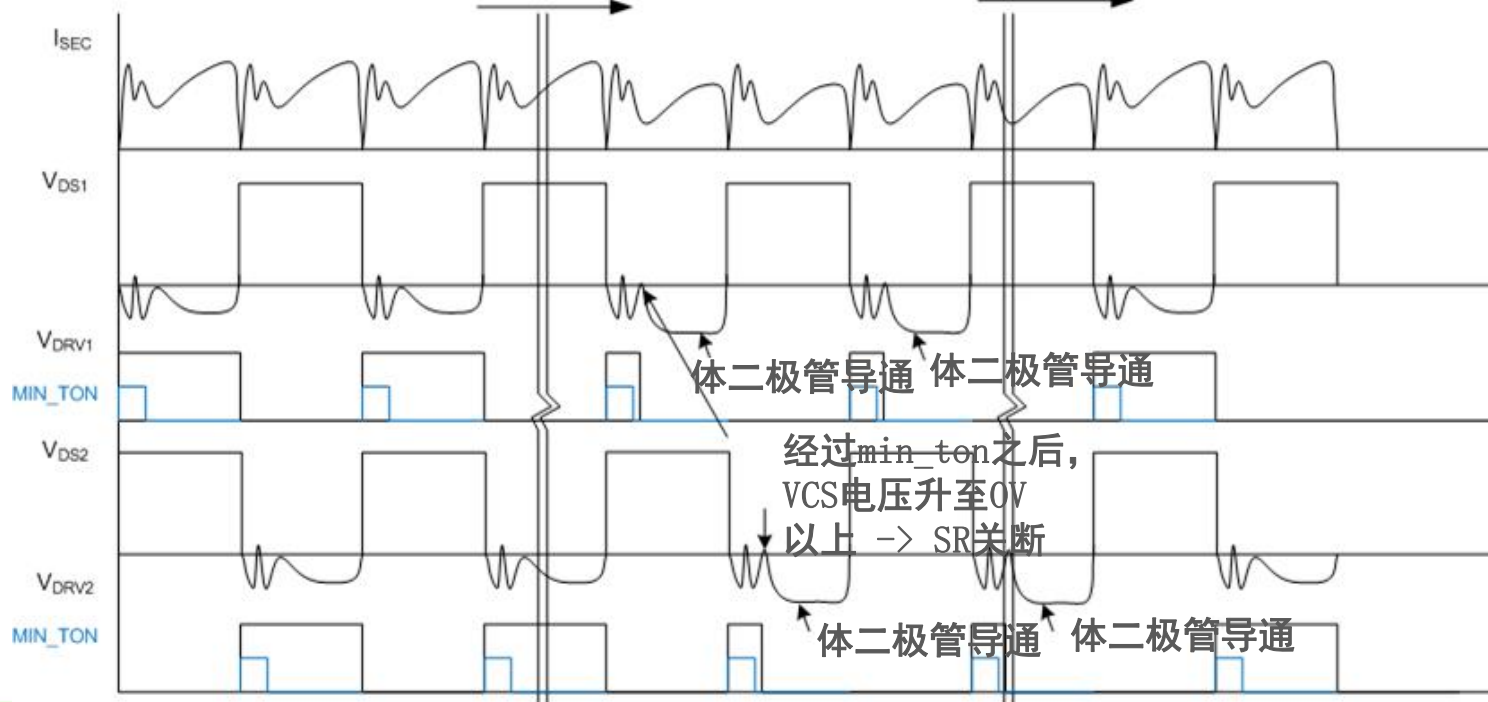 ISEC
VDS1
VDRV1
体二极管导通
体二极管导通
MIN_TON
经过min_ton之后，
VDS2
VCS电压升至0V
以上 -> SR关断
VDRV2
体二极管导通
体二极管导通
MIN_TON